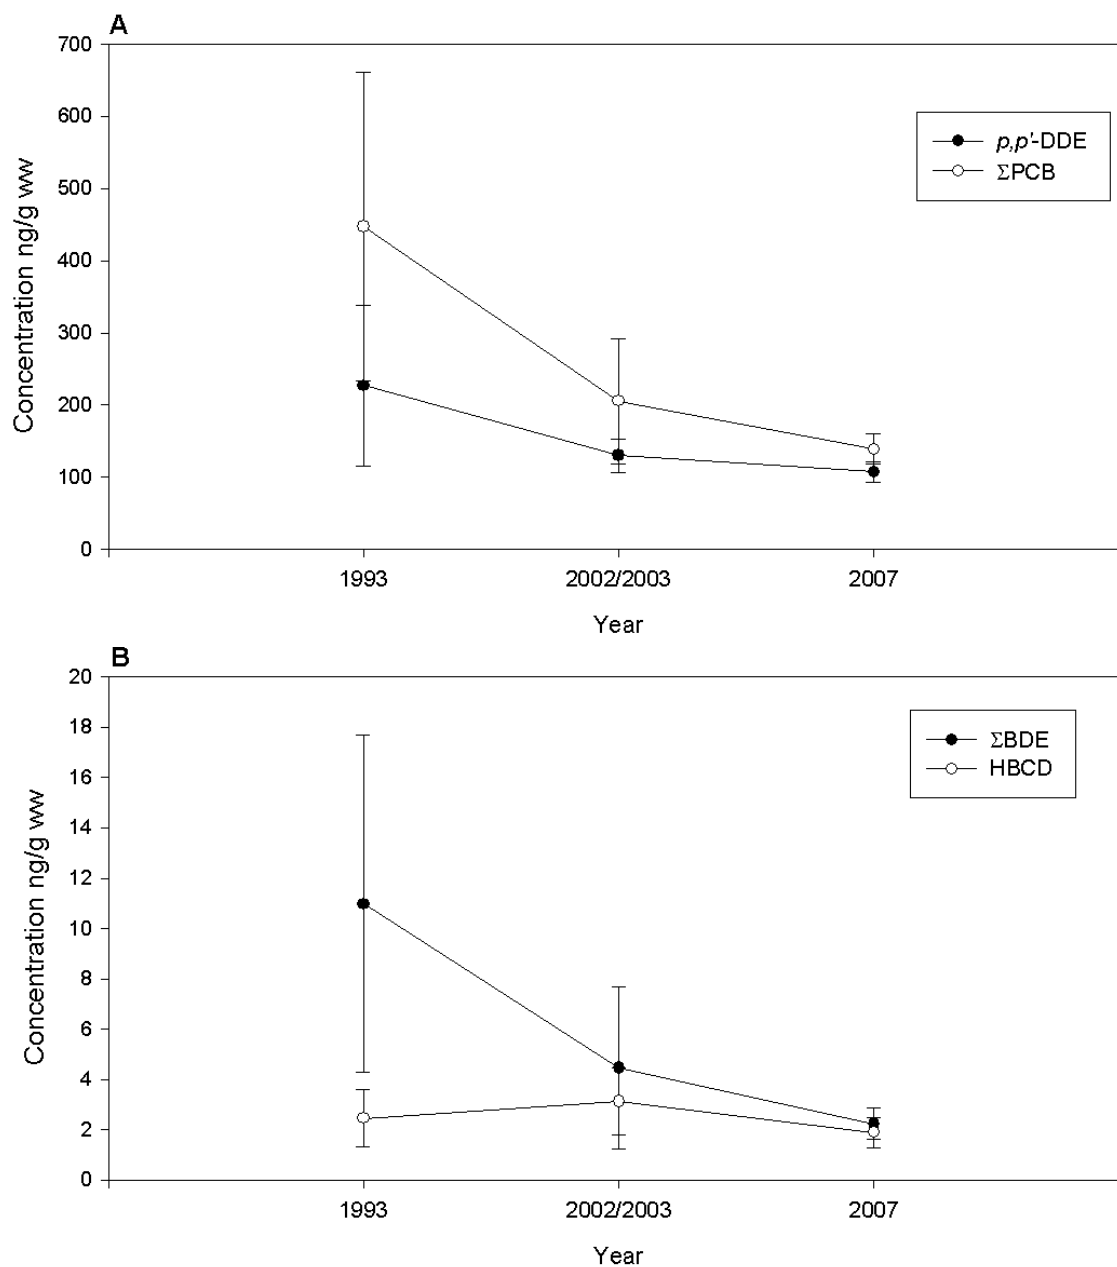 A
700
600
500
400
300
200
100
0
Concentration ng/g ww
p,p'-DDE
ΣPCB
1993 2002/2003 2007
Year
B
20
18
16
14
12
10
8
6
4
2
0
Concentration ng/g ww
ΣBDE
HBCD
1993 2002/2003 2007
Year